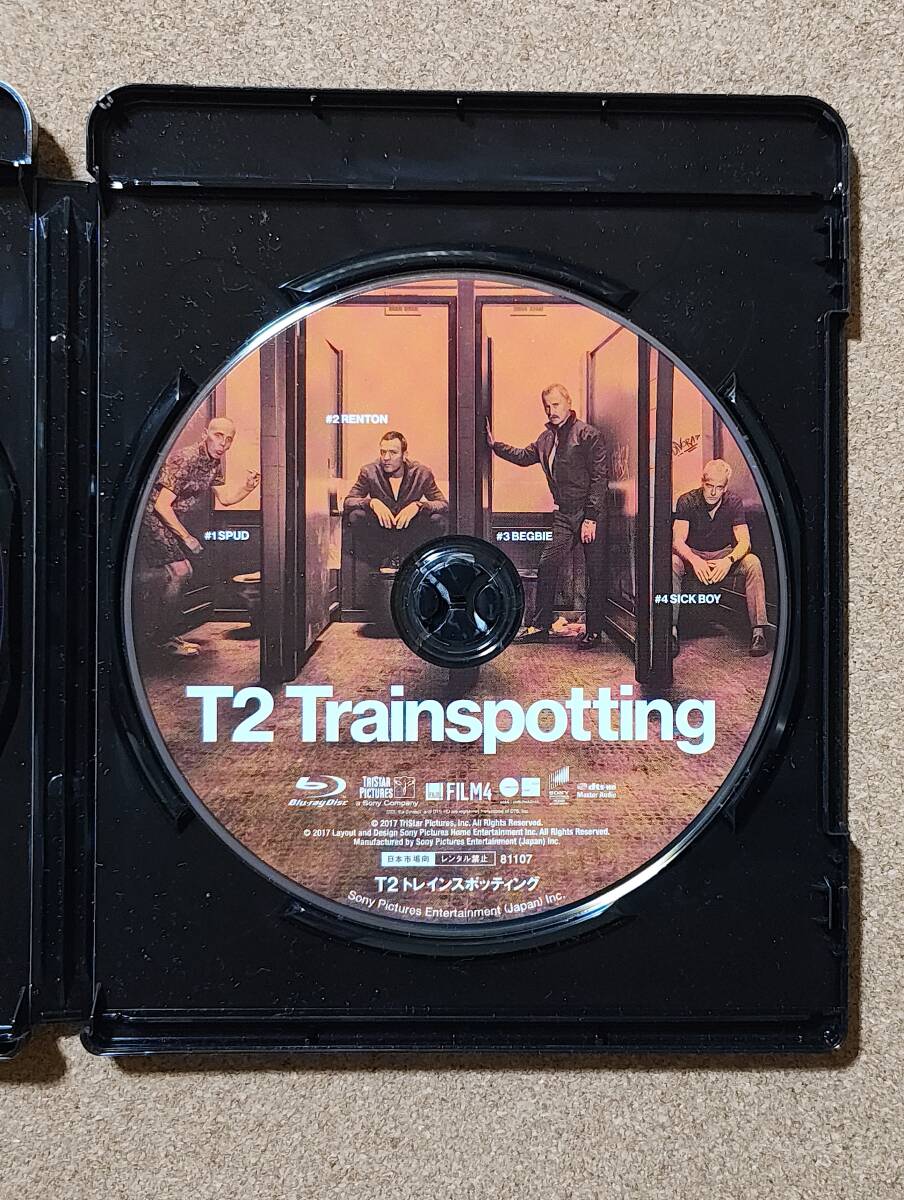 #2 RENTON
#1 SPUD
#3 BEGBIE
#4 SICK BOY
T2 Trainspotting
Blu-ray Disc
TRISTAR PICTURES
a Sony Company
FILM4
SONY
dts-HD
Master Audio
© 2017 TriStar Pictures, Inc. All Rights Reserved.
© 2017 Layout and Design Sony Pictures Home Entertainment Inc. All Rights Reserved.
Manufactured by Sony Pictures Entertainment (Japan) Inc.
日本市場向 レンタル禁止 81107
T2 トレインスポッティング
Sony Pictures Entertainment (Japan) Inc.